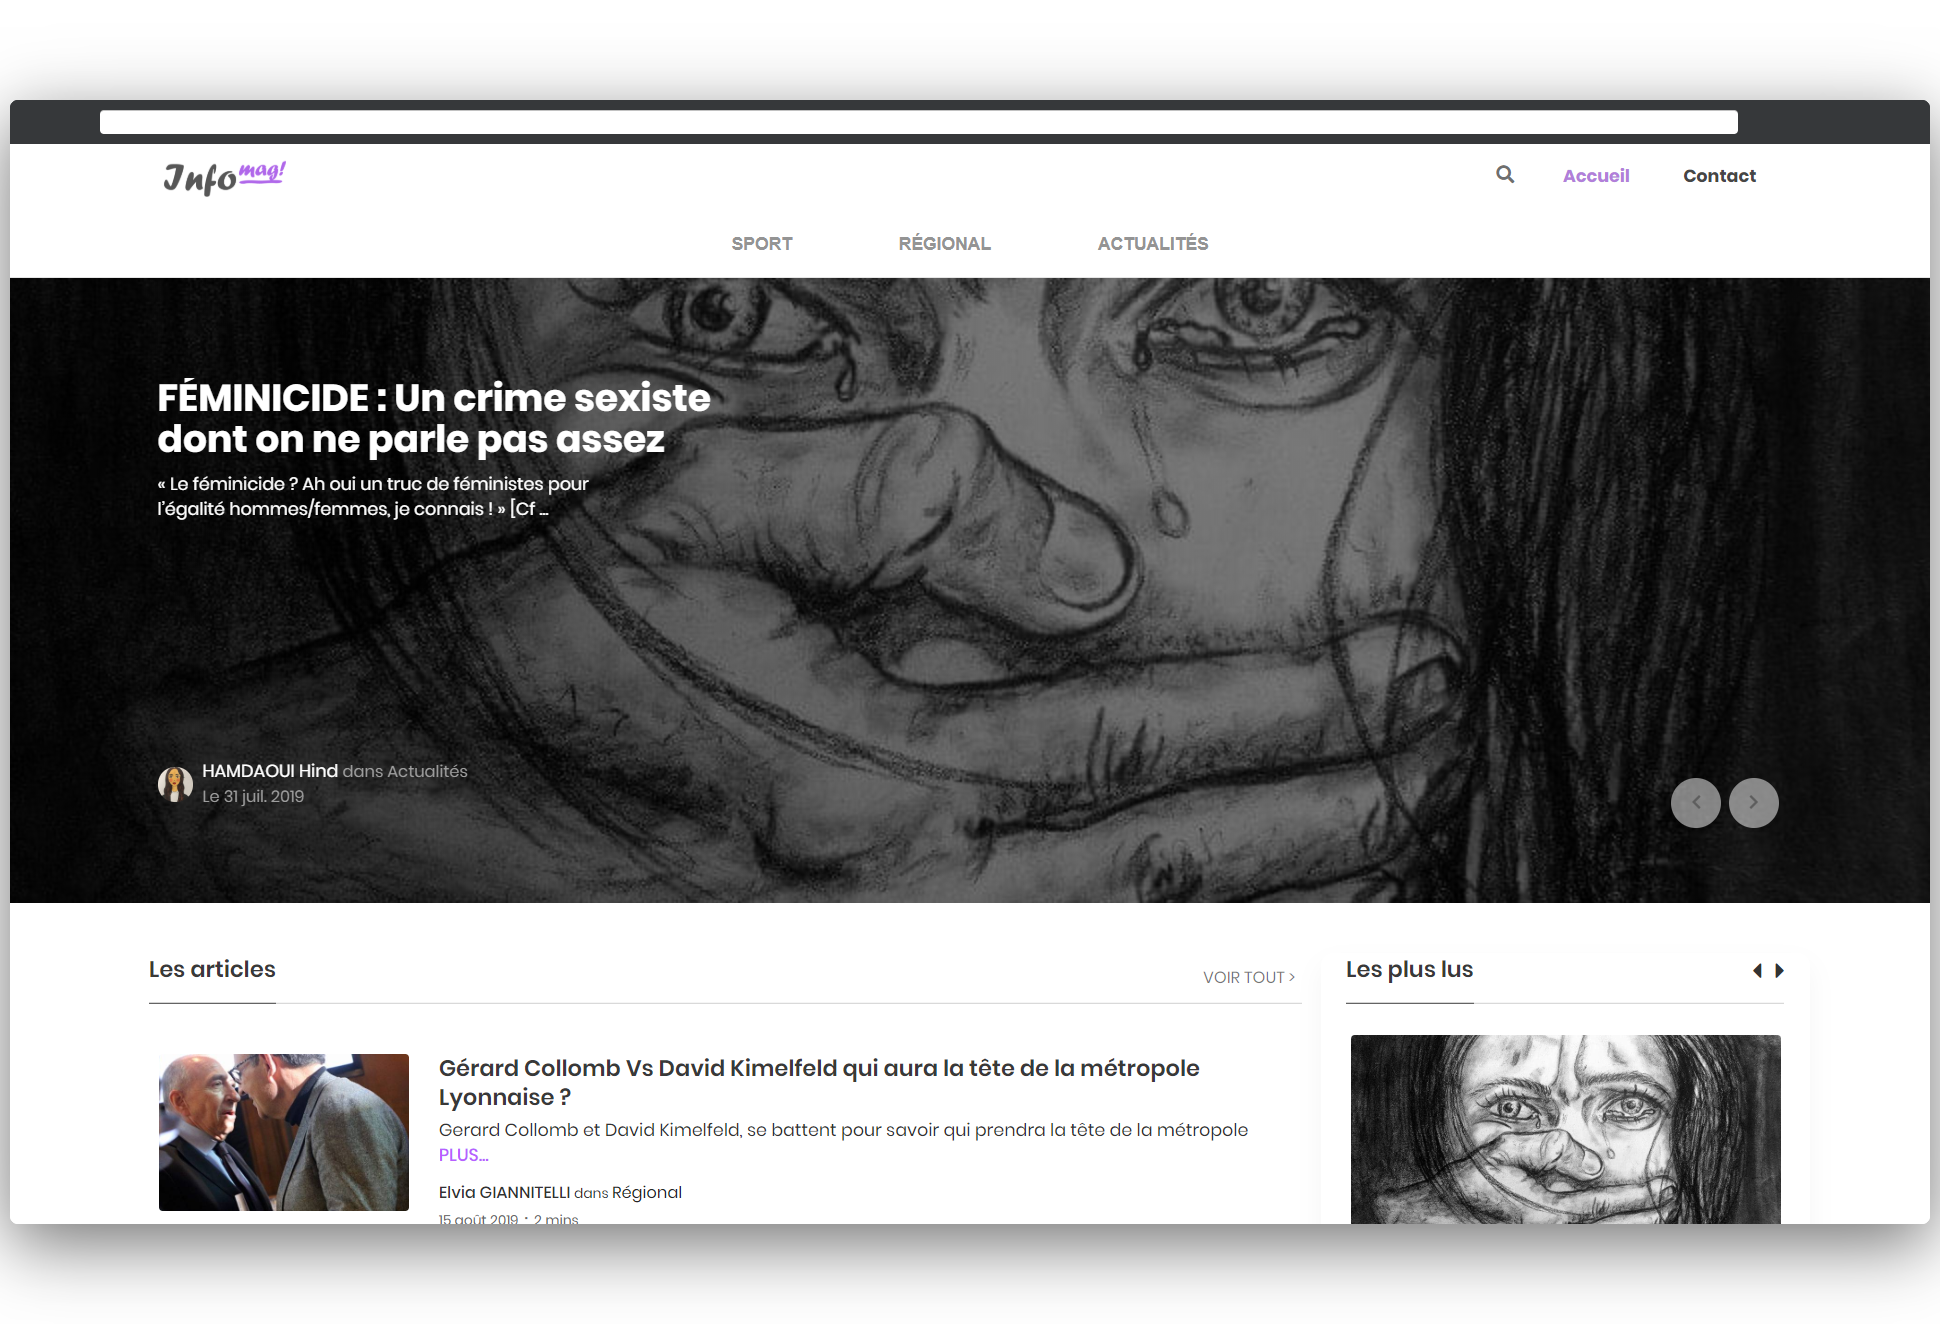 Info mag!
Accueil
Contact
SPORT
RÉGIONAL
ACTUALITÉS
FÉMINICIDE : Un crime sexiste
dont on ne parle pas assez
« Le féminicide ? Ah oui un truc de féministes pour
l'égalité hommes/femmes, je connais ! » [Cf ...
HAMDAOUI Hind dans Actualités
Le 31 juil. 2019
Les articles
VOIR TOUT >
Gérard Collomb Vs David Kimelfeld qui aura la tête de la métropole
Lyonnaise ?
Gerard Collomb et David Kimelfeld, se battent pour savoir qui prendra la tête de la métropole
PLUS...
Elvia GIANNITELLI dans Régional
15 août 2019 · 2 mins
Les plus lus